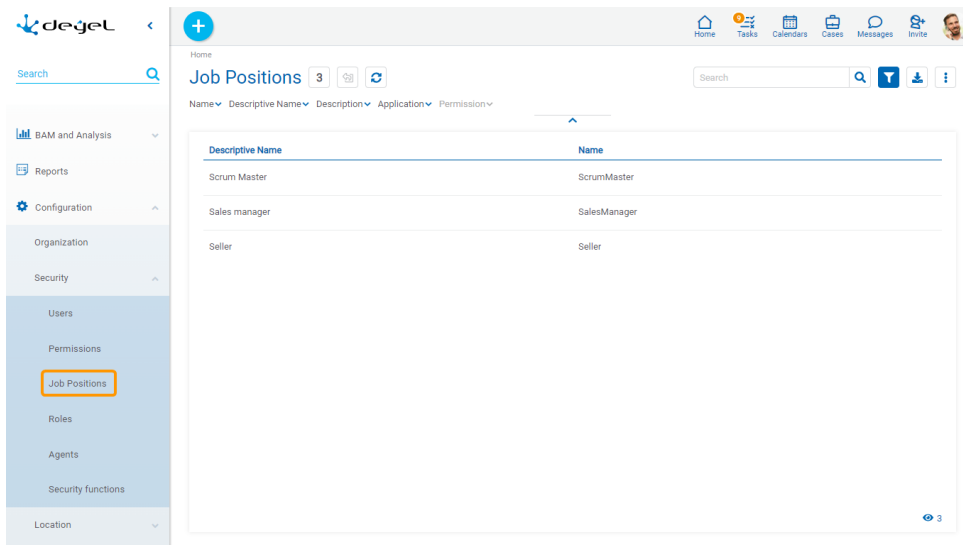 deyel
Search
BAM and Analysis
Reports
Configuration
Organization
Security
Users
Permissions
Job Positions
Roles
Agents
Security functions
Location
+
9
Home Tasks Calendars Cases Messages Invite
Home
Job Positions 3
Search
Name Descriptive Name Description Application Permission
Descriptive Name Name
Scrum Master ScrumMaster
Sales manager SalesManager
Seller Seller
3